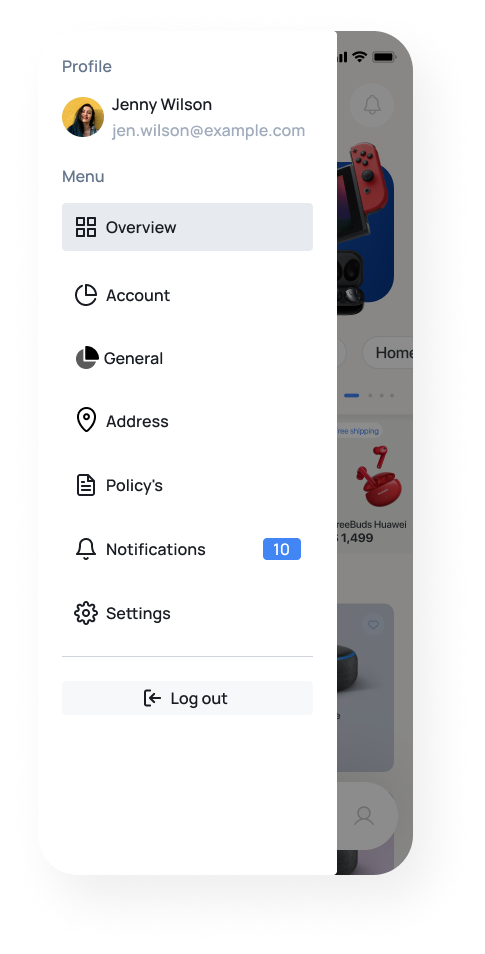 Profile
Jenny Wilson
jen.wilson@example.com
Menu
Overview
Account
General
Address
Policy's
Notifications
10
Settings
Log out
Home
ree shipping
reeBuds Huawei
$ 1,499
e